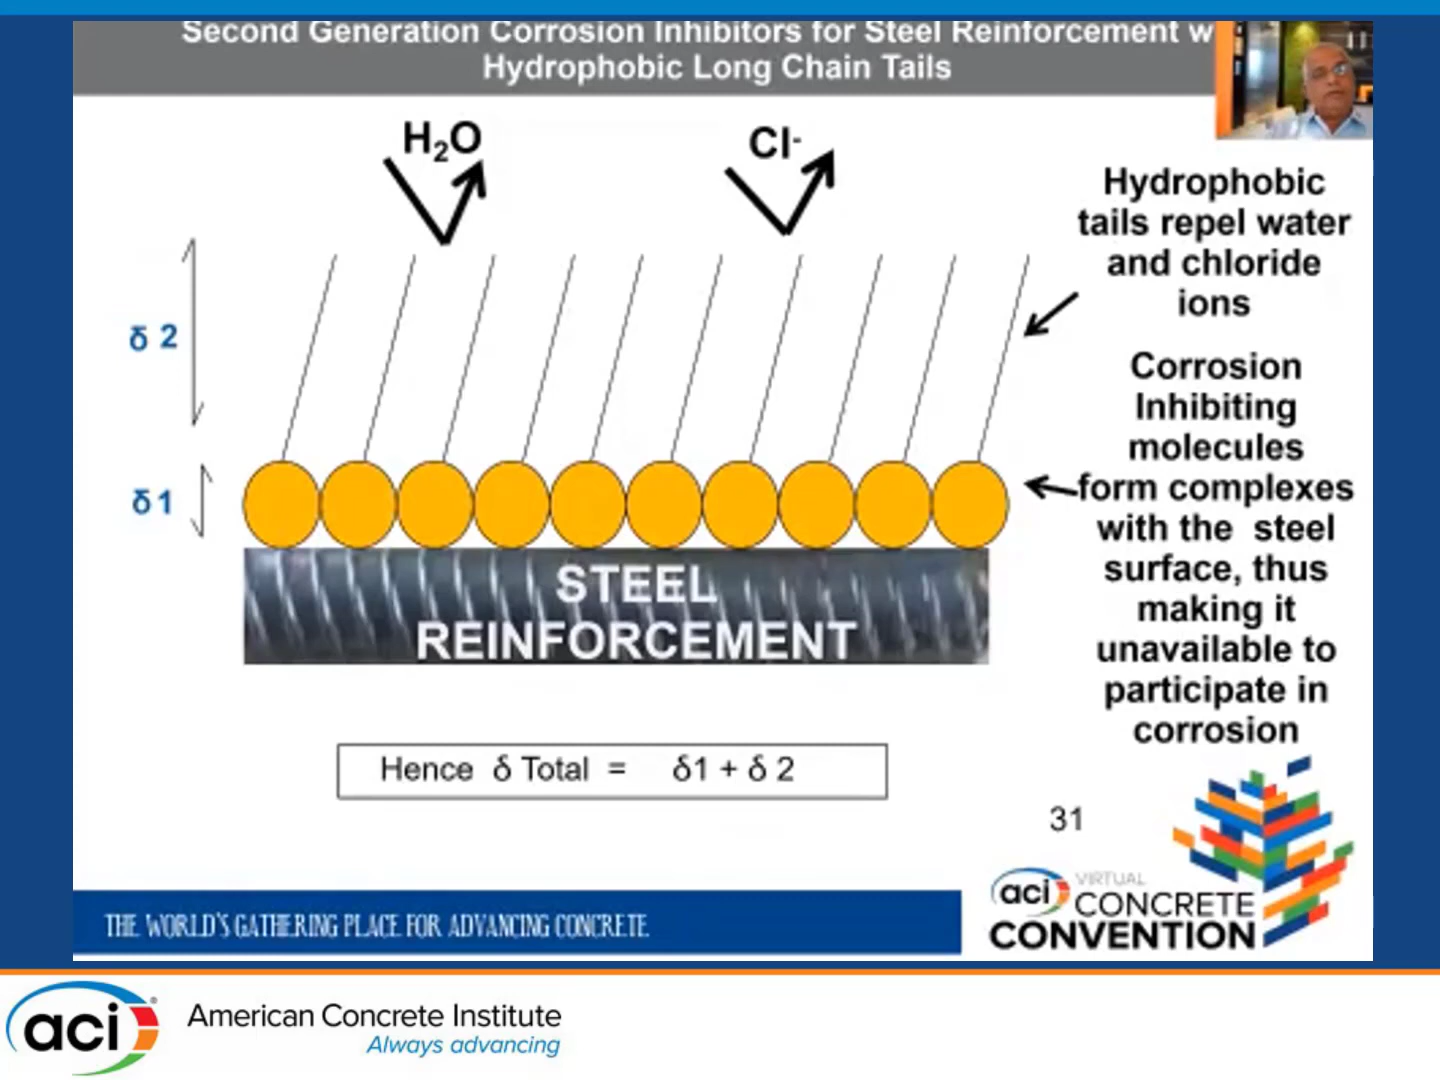 Second Generation Corrosion Inhibitors for Steel Reinforcement w
Hydrophobic Long Chain Tails
H₂O
Cl⁻
Hydrophobic
tails repel water
and chloride
ions
δ 2
Corrosion
Inhibiting
molecules
form complexes
with the steel
surface, thus
making it
unavailable to
participate in
corrosion
δ1
STEEL
REINFORCEMENT
Hence δ Total = δ1 + δ 2
31
aci VIRTUAL
CONCRETE
CONVENTION
THE WORLD'S GATHERING PLACE FOR ADVANCING CONCRETE
aci®
American Concrete Institute
Always advancing